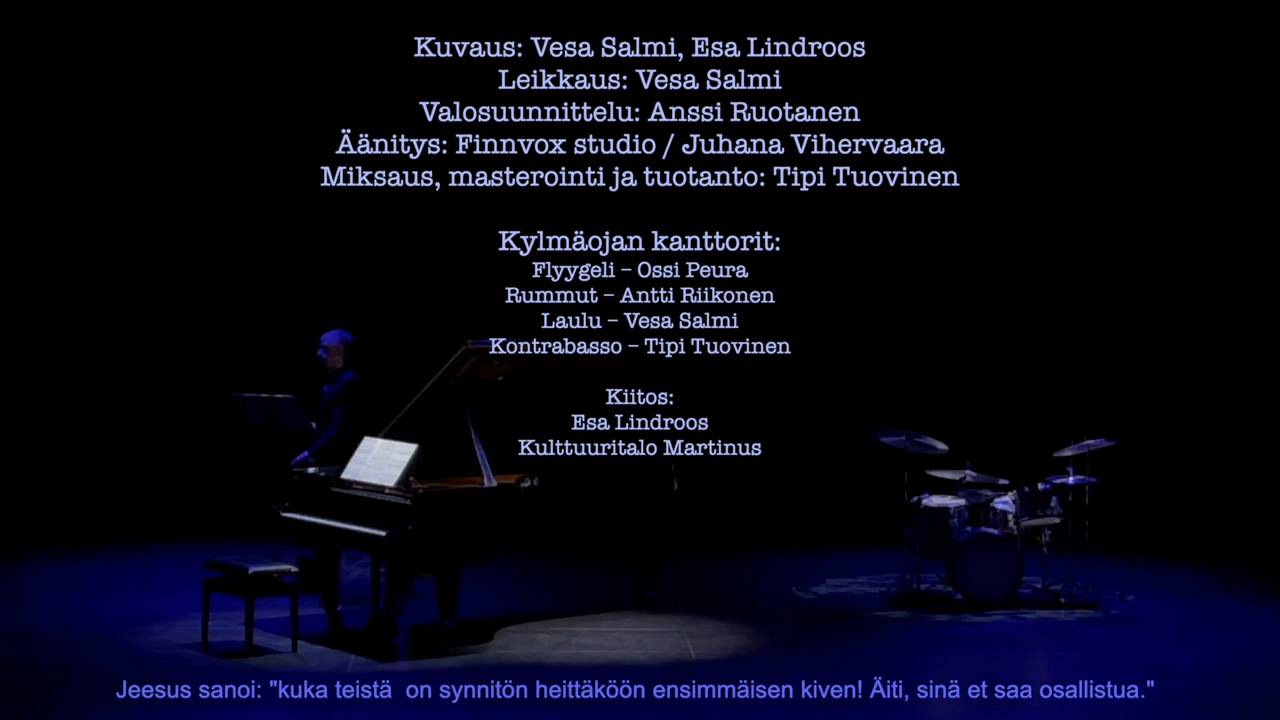 Kuvaus: Vesa Salmi, Esa Lindroos
Leikkaus: Vesa Salmi
Valosuunnittelu: Anssi Ruotanen
Äänitys: Finnvox studio / Juhana Vihervaara
Miksaus, masterointi ja tuotanto: Tipi Tuovinen
Kylmäojan kanttorit:
Flyygeli – Ossi Peura
Rummut – Antti Riikonen
Laulu – Vesa Salmi
Kontrabasso – Tipi Tuovinen
Kiitos:
Esa Lindroos
Kulttuuritalo Martinus
Jeesus sanoi: "kuka teistä  on synnitön heittäköön ensimmäisen kiven! Äiti, sinä et saa osallistua."